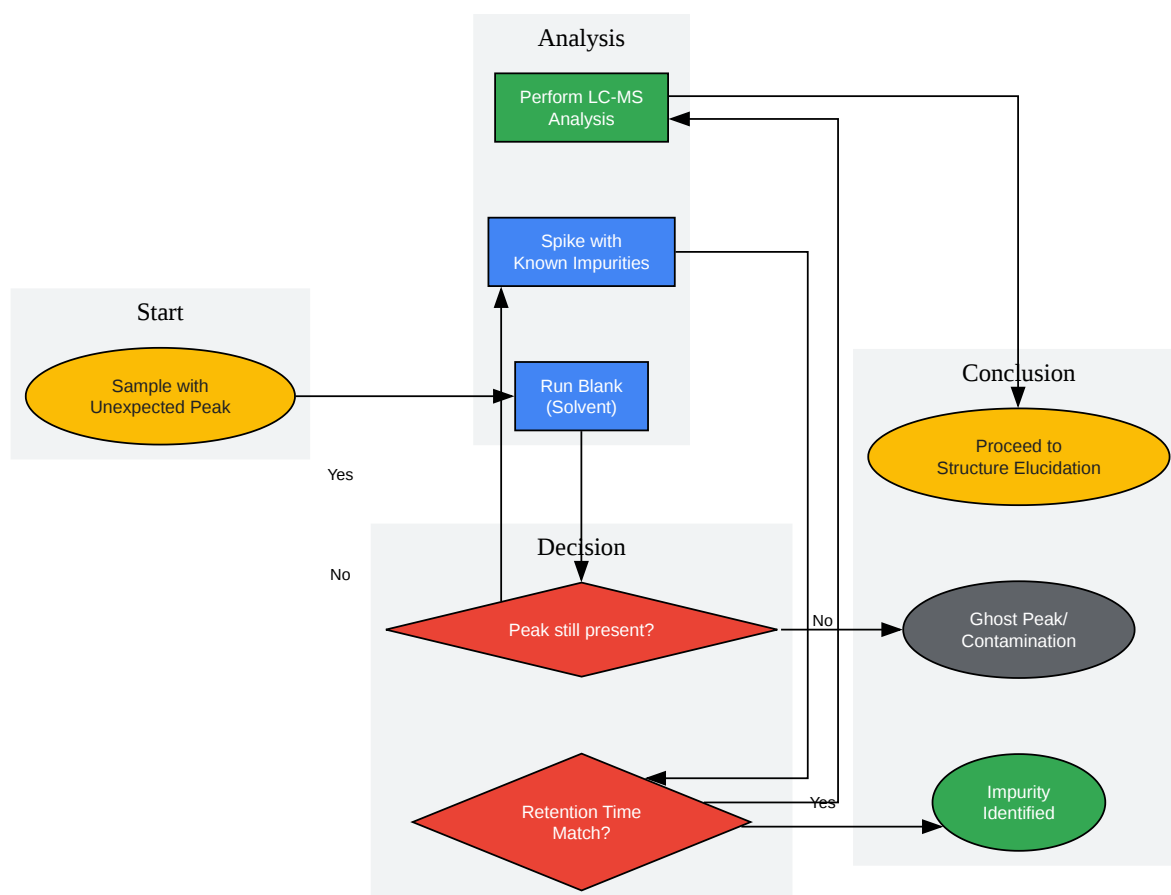 Analysis
Perform LC-MS
Analysis
Spike with
Known Impurities
Start
Sample with
Unexpected Peak
Run Blank
(Solvent)
Conclusion
Proceed to
Structure Elucidation
Yes
No
Decision
Peak still present?
No
Ghost Peak/
Contamination
Retention Time
Match?
Yes
Impurity
Identified